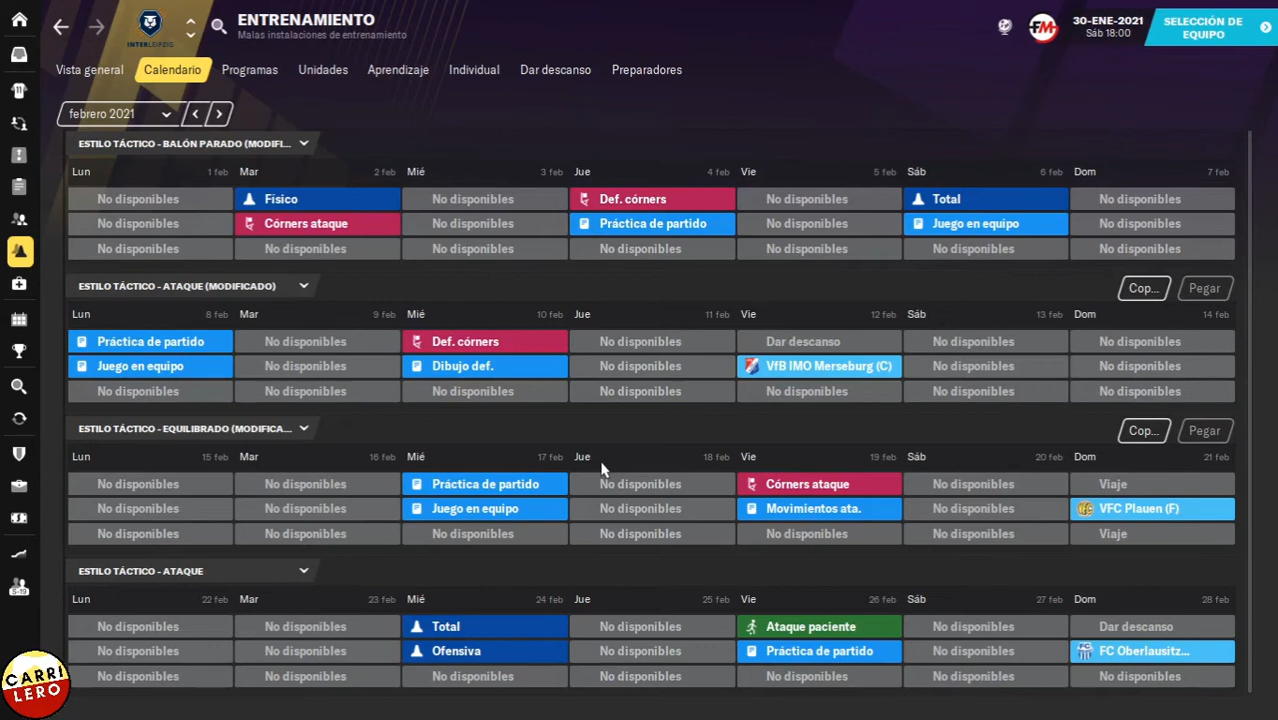 INTERLEIPZIG
ENTRENAMIENTO
Malas instalaciones de entrenamiento
FM
30-ENE-2021
Sáb 18:00
SELECCIÓN DE
EQUIPO
11
Vista general
Calendario
Programas
Unidades
Aprendizaje
Individual
Dar descanso
Preparadores
febrero 2021
ESTILO TÁCTICO - BALÓN PARADO (MODIFI...
Lun 1 feb Mar 2 feb Mié 3 feb Jue 4 feb Vie 5 feb Sáb 6 feb Dom 7 feb
No disponibles Físico No disponibles Def. córners No disponibles Total No disponibles
No disponibles Córners ataque No disponibles Práctica de partido No disponibles Juego en equipo No disponibles
No disponibles No disponibles No disponibles No disponibles No disponibles No disponibles No disponibles
ESTILO TÁCTICO - ATAQUE (MODIFICADO) Cop... Pegar
Lun 8 feb Mar 9 feb Mié 10 feb Jue 11 feb Vie 12 feb Sáb 13 feb Dom 14 feb
Práctica de partido No disponibles Def. córners No disponibles Dar descanso No disponibles No disponibles
Juego en equipo No disponibles Dibujo def. No disponibles VfB IMO Merseburg (C) No disponibles No disponibles
No disponibles No disponibles No disponibles No disponibles No disponibles No disponibles No disponibles
ESTILO TÁCTICO - EQUILIBRADO (MODIFICA... Cop... Pegar
Lun 15 feb Mar 16 feb Mié 17 feb Jue 18 feb Vie 19 feb Sáb 20 feb Dom 21 feb
No disponibles No disponibles Práctica de partido No disponibles Córners ataque No disponibles Viaje
No disponibles No disponibles Juego en equipo No disponibles Movimientos ata. No disponibles VFC Plauen (F)
No disponibles No disponibles No disponibles No disponibles No disponibles No disponibles Viaje
ESTILO TÁCTICO - ATAQUE
Lun 22 feb Mar 23 feb Mié 24 feb Jue 25 feb Vie 26 feb Sáb 27 feb Dom 28 feb
No disponibles No disponibles Total No disponibles Ataque paciente No disponibles Dar descanso
No disponibles No disponibles Ofensiva No disponibles Práctica de partido No disponibles FC Oberlausitz...
No disponibles No disponibles No disponibles No disponibles No disponibles No disponibles No disponibles
S-19
CARRI
LERO